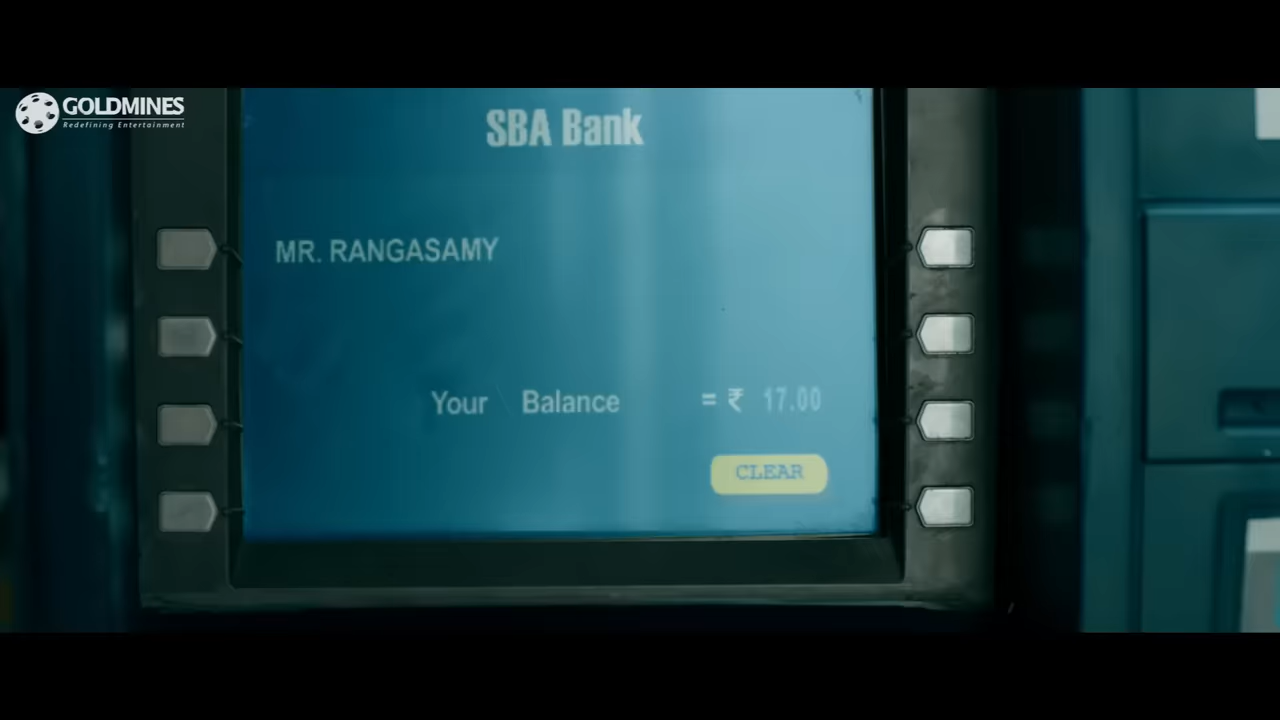 GOLDMINES
Redefining Entertainment
SBA Bank
MR. RANGASAMY
Your Balance = ₹ 17.00
CLEAR